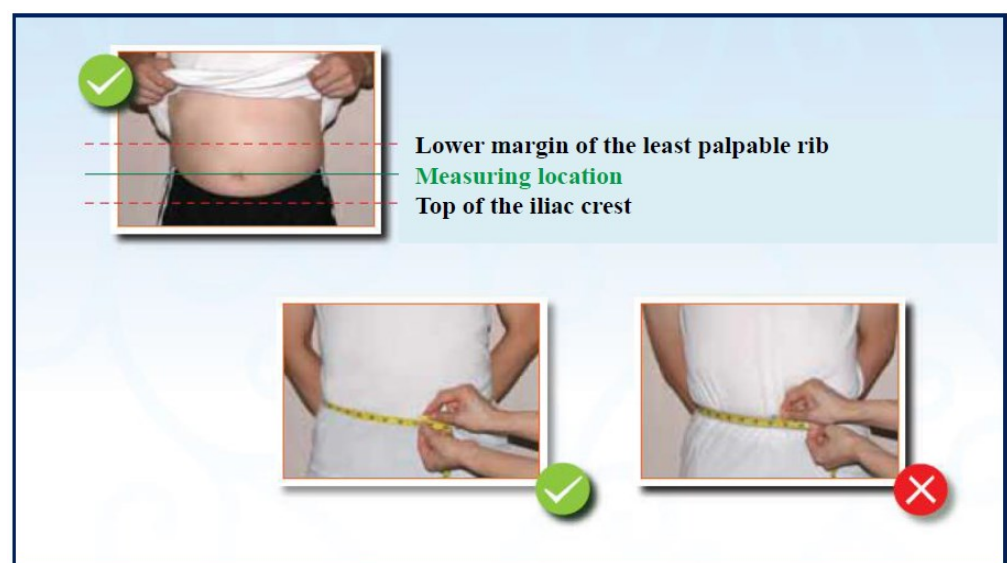 Lower margin of the least palpable rib
Measuring location
Top of the iliac crest